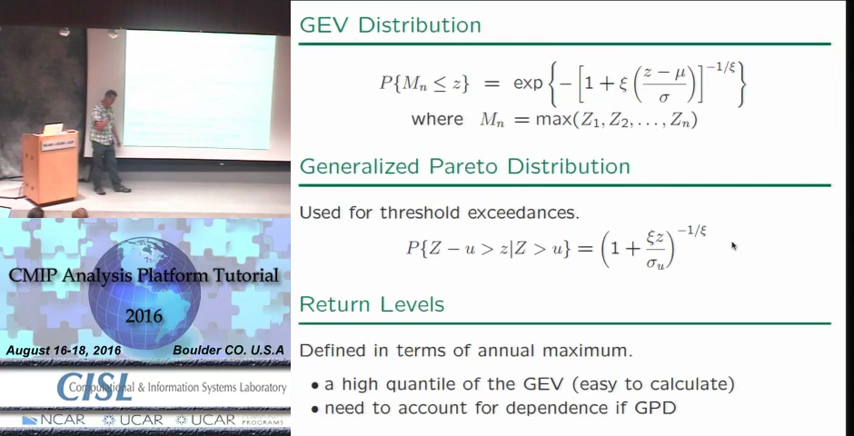 GEV Distribution
P{M_n ≤ z} = exp{−[1 + ξ((z − μ)/σ)]^{−1/ξ}}
where M_n = max(Z_1, Z_2, . . . , Z_n)
Generalized Pareto Distribution
Used for threshold exceedances.
P{Z − u > z|Z > u} = (1 + ξz/σ_u)^{−1/ξ}
Return Levels
Defined in terms of annual maximum.
• a high quantile of the GEV (easy to calculate)
• need to account for dependence if GPD
CMIP Analysis Platform Tutorial
2016
August 16-18, 2016 Boulder CO. U.S.A
CISL
Computational & Information Systems Laboratory
NCAR UCAR UCAR PROGRAMS